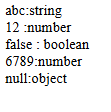 abc:string
12 :number
false : boolean
6789:number
null:object